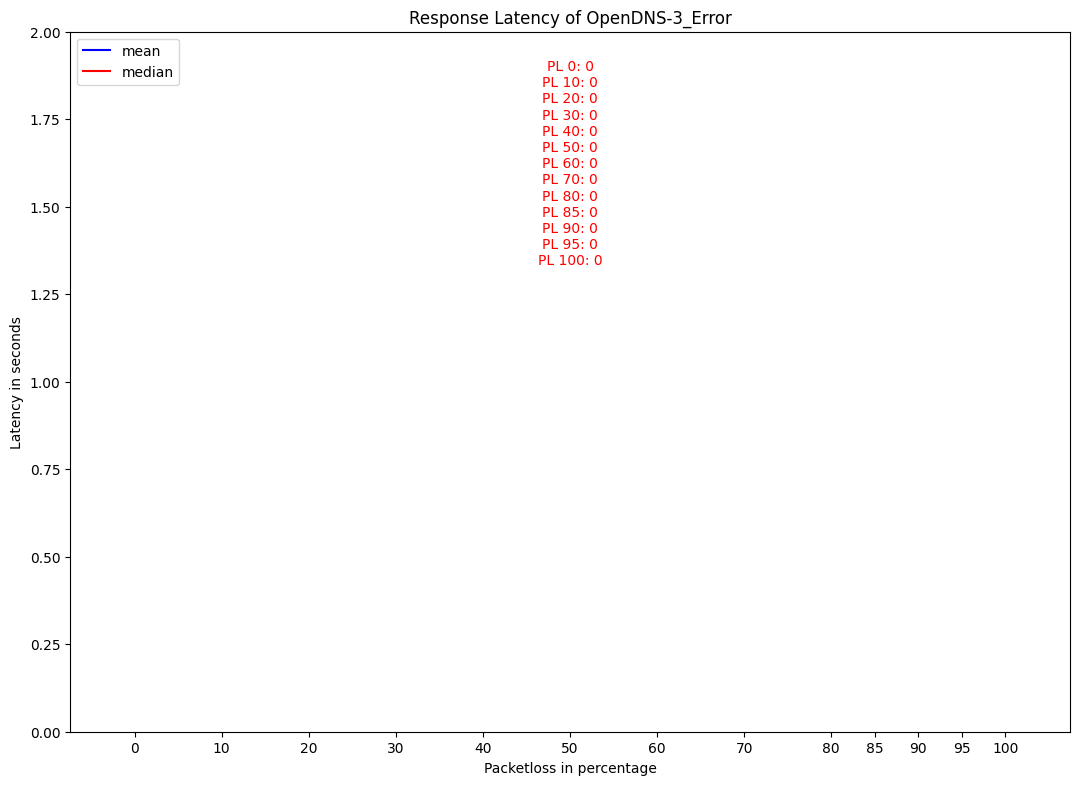 Response Latency of OpenDNS-3_Error
mean
median
PL 0: 0
PL 10: 0
PL 20: 0
PL 30: 0
PL 40: 0
PL 50: 0
PL 60: 0
PL 70: 0
PL 80: 0
PL 85: 0
PL 90: 0
PL 95: 0
PL 100: 0
Latency in seconds
2.00
1.75
1.50
1.25
1.00
0.75
0.50
0.25
0.00
0 10 20 30 40 50 60 70 80 85 90 95 100
Packetloss in percentage